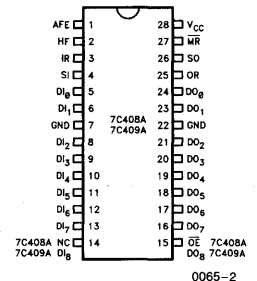 AFE 1 28 V_CC
HF 2 27 M̅R̅
IR 3 26 SO
SI 4 25 OR
DI₀ 5 24 DO₀
DI₁ 6 23 DO₁
GND 7 22 GND
7C408A
7C409A
DI₂ 8 21 DO₂
DI₃ 9 20 DO₃
DI₄ 10 19 DO₄
DI₅ 11 18 DO₅
DI₆ 12 17 DO₆
DI₇ 13 16 DO₇
7C408A NC 14 15 O̅E̅ 7C408A
7C409A DI₈ DO₈ 7C409A
0065-2